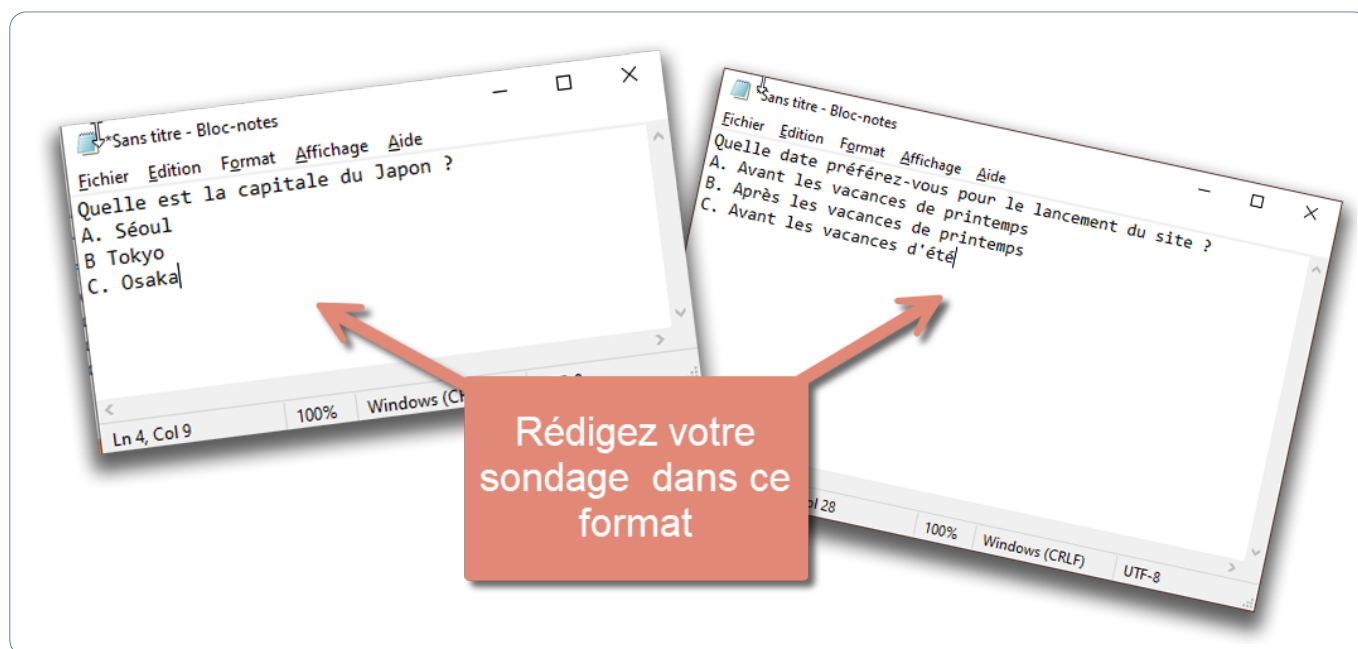 *Sans titre - Bloc-notes
Fichier Edition Format Affichage Aide
Quelle est la capitale du Japon ?
A. Séoul
B Tokyo
C. Osaka
Ln 4, Col 9 100% Windows (CR
Sans titre - Bloc-notes
Fichier Edition Format Affichage Aide
Quelle date préférez-vous pour le lancement du site ?
A. Avant les vacances de printemps
B. Après les vacances de printemps
C. Avant les vacances d'été
ol 28 100% Windows (CRLF) UTF-8
Rédigez votre
sondage dans ce
format